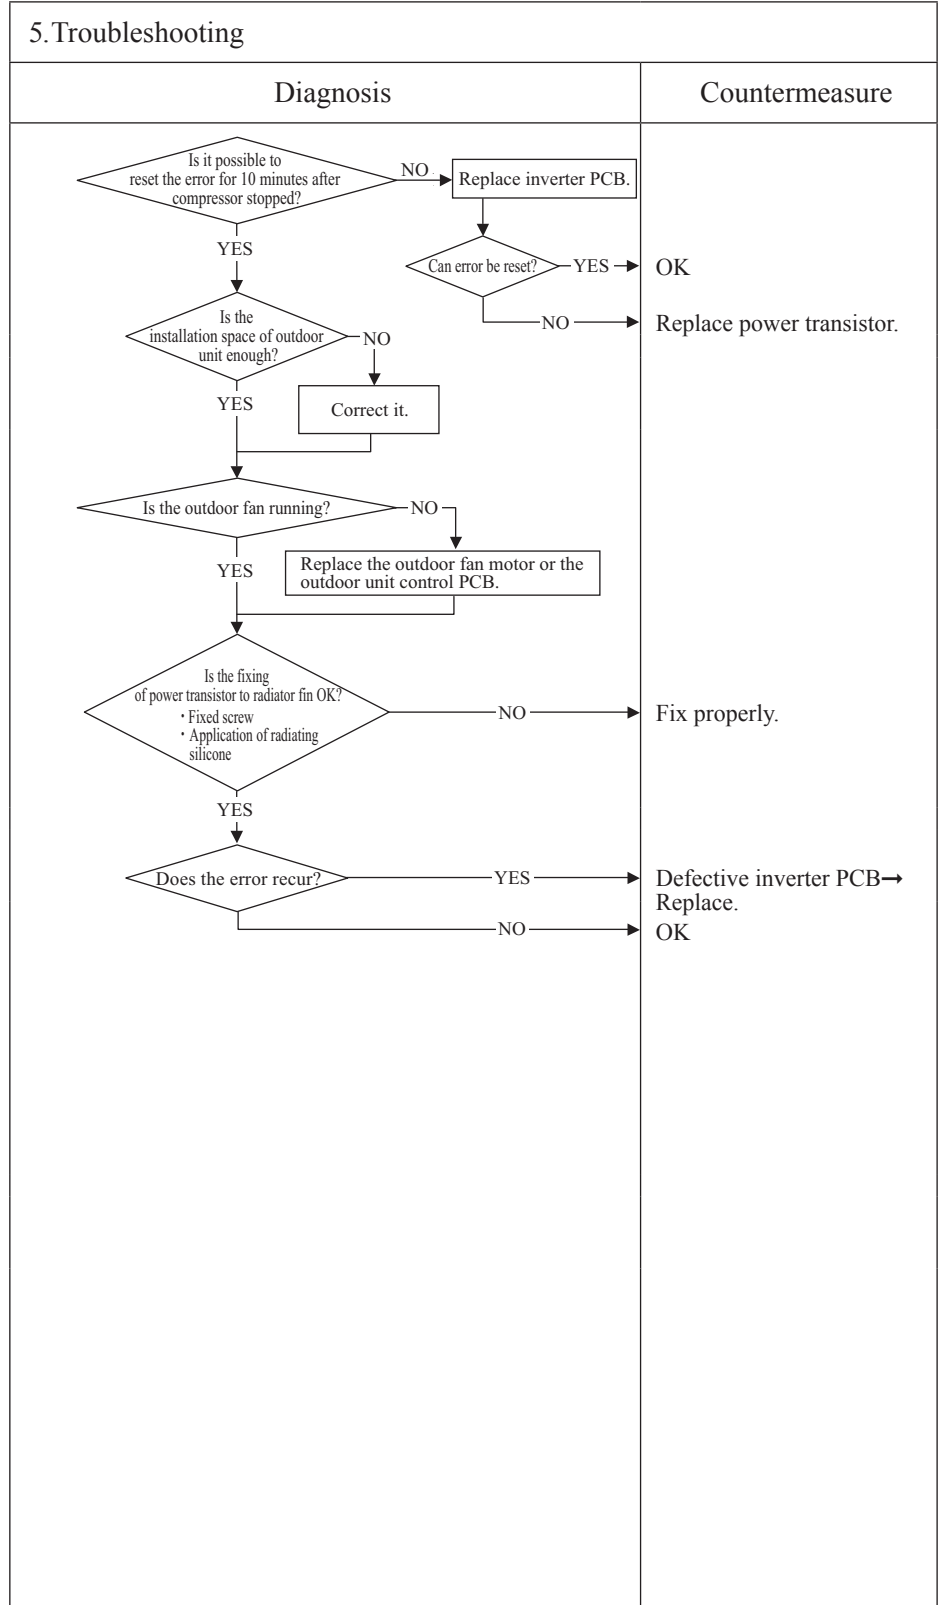 5.Troubleshooting
Diagnosis
Countermeasure
Is it possible to
reset the error for 10 minutes after
compressor stopped?
NO
Replace inverter PCB.
YES
Can error be reset?
YES
OK
NO
Replace power transistor.
Is the
installation space of outdoor
unit enough?
NO
YES
Correct it.
Is the outdoor fan running?
NO
YES
Replace the outdoor fan motor or the
outdoor unit control PCB.
Is the fixing
of power transistor to radiator fin OK?
・Fixed screw
・Application of radiating
silicone
NO
Fix properly.
YES
Does the error recur?
YES
Defective inverter PCB→
Replace.
NO
OK